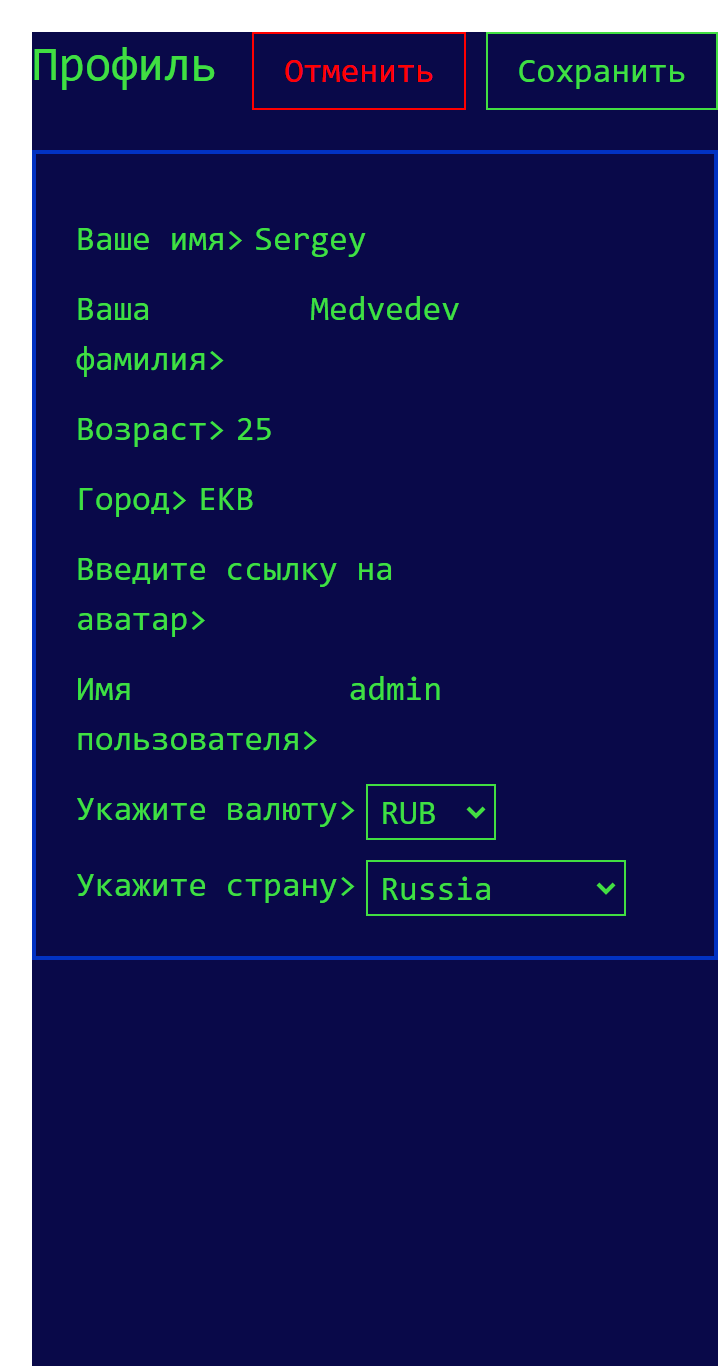 Профиль Отменить Сохранить
Ваше имя> Sergey
Ваша Medvedev
фамилия>
Возраст> 25
Город> EKB
Введите ссылку на
аватар>
Имя admin
пользователя>
Укажите валюту> RUB
Укажите страну> Russia